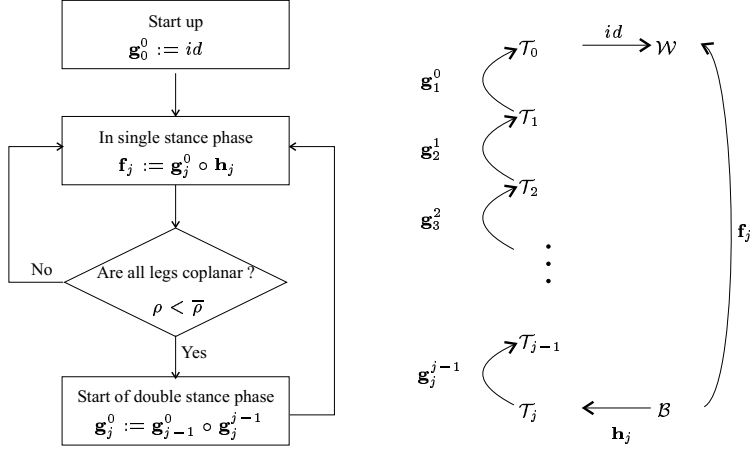 Start up
𝐠₀⁰ := id
In single stance phase
𝐟ⱼ := 𝐠ⱼ⁰ ∘ 𝐡ⱼ
No
Are all legs coplanar ?
ρ < ρ̅
Yes
Start of double stance phase
𝐠ⱼ⁰ := 𝐠ⱼ₋₁⁰ ∘ 𝐠ⱼʲ⁻¹
𝒯₀
id
𝒲
𝐠₁⁰
𝒯₁
𝐠₂¹
𝒯₂
𝐠₃²
𝐟ⱼ
𝒯ⱼ₋₁
𝐠ⱼʲ⁻¹
𝒯ⱼ
ℬ
𝐡ⱼ